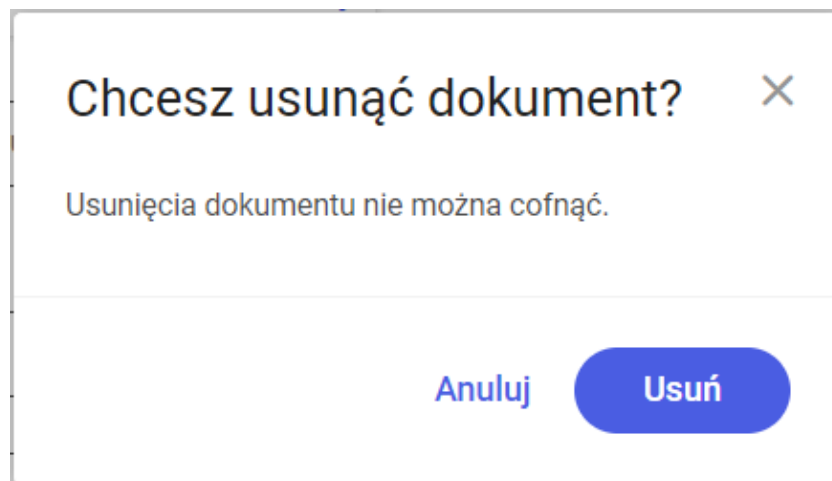 Chcesz usunąć dokument?
Usunięcia dokumentu nie można cofnąć.
Anuluj
Usuń